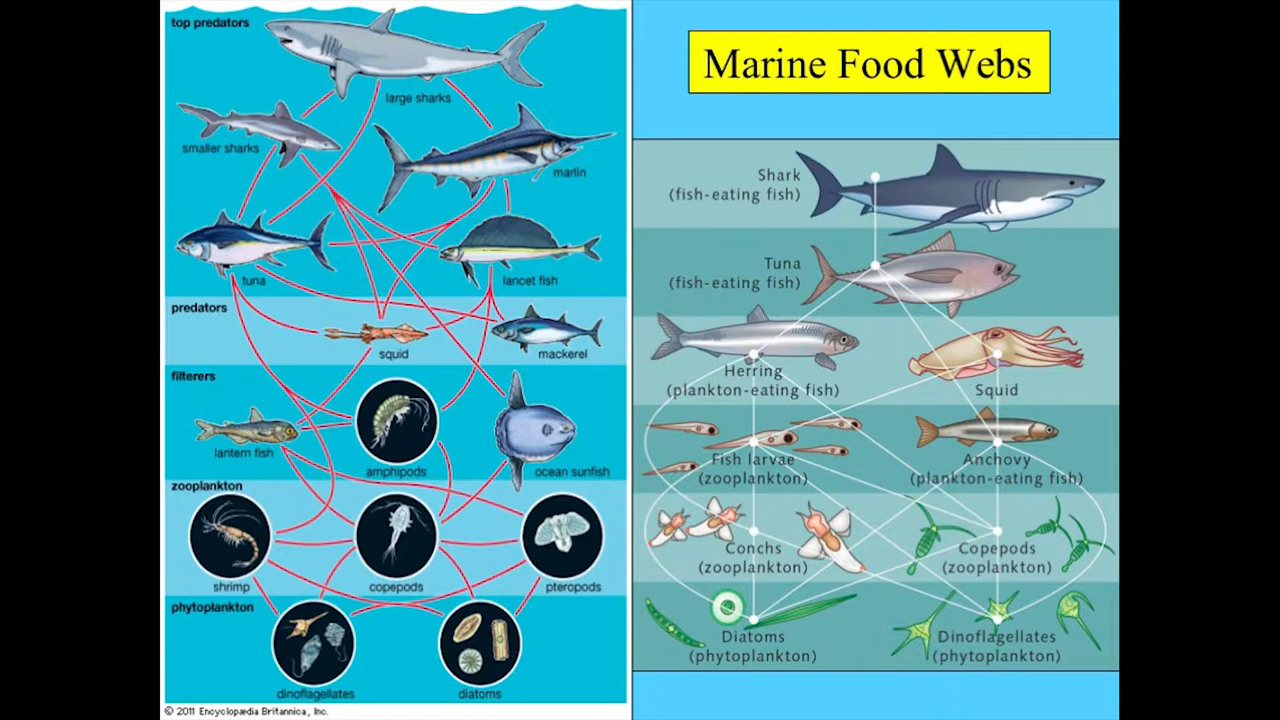 top predators
large sharks
smaller sharks
marlin
tuna
lancet fish
predators
squid
mackerel
filterers
lantern fish
amphipods
ocean sunfish
zooplankton
shrimp
copepods
pteropods
phytoplankton
dinoflagellates
diatoms
© 2011 Encyclopædia Britannica, Inc.
Marine Food Webs
Shark
(fish-eating fish)
Tuna
(fish-eating fish)
Herring
(plankton-eating fish)
Squid
Fish larvae
(zooplankton)
Anchovy
(plankton-eating fish)
Conchs
(zooplankton)
Copepods
(zooplankton)
Diatoms
(phytoplankton)
Dinoflagellates
(phytoplankton)